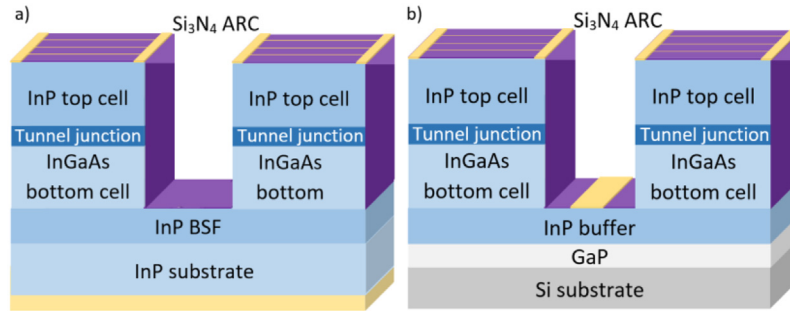 a)
Si₃N₄ ARC
InP top cell
InP top cell
Tunnel junction
Tunnel junction
InGaAs
bottom cell
InGaAs
bottom
InP BSF
InP substrate
b)
Si₃N₄ ARC
InP top cell
InP top cell
Tunnel junction
Tunnel junction
InGaAs
bottom cell
InGaAs
bottom cell
InP buffer
GaP
Si substrate